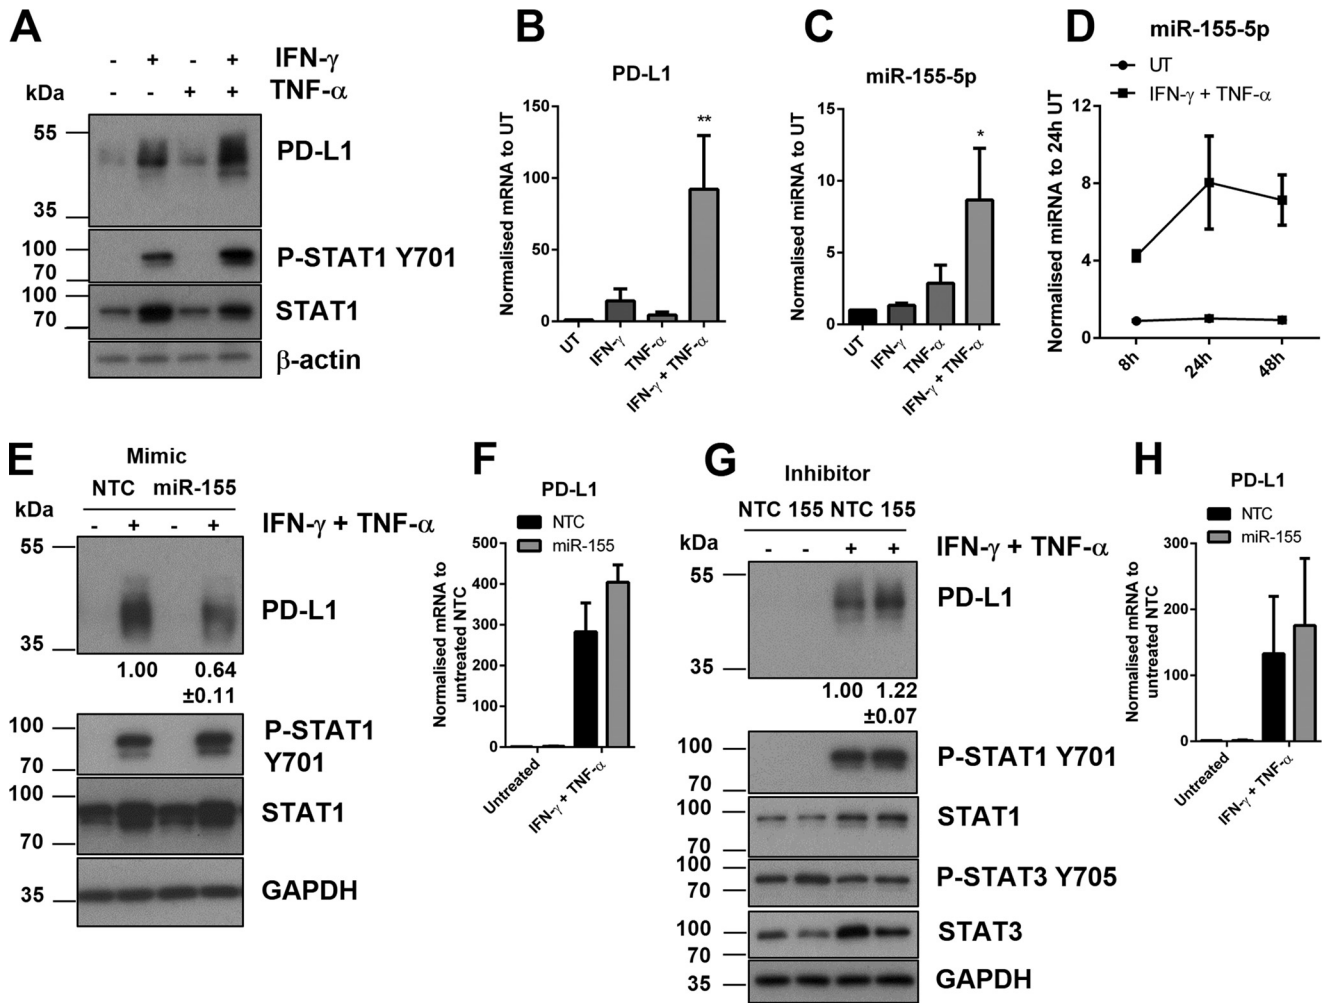 A
- + - + IFN-γ
- - + + TNF-α
kDa
55
PD-L1
35
100
P-STAT1 Y701
70
100
STAT1
70
β-actin
B
PD-L1
Normalised mRNA to UT
150
100
50
0
**
UT
IFN-γ
TNF-α
IFN-γ + TNF-α
C
miR-155-5p
Normalised miRNA to UT
15
10
5
0
*
UT
IFN-γ
TNF-α
IFN-γ + TNF-α
D
miR-155-5p
UT
IFN-γ + TNF-α
Normalised miRNA to 24h UT
12
8
4
0
8h
24h
48h
E
Mimic
NTC miR-155
kDa
- + - + IFN-γ + TNF-α
55
PD-L1
35
1.00 0.64
±0.11
100
P-STAT1
Y701
70
100
STAT1
70
35
GAPDH
F
PD-L1
NTC
miR-155
Normalised mRNA to
untreated NTC
500
400
300
200
100
0
Untreated
IFN-γ + TNF-α
G
Inhibitor
NTC 155 NTC 155
kDa
- - + + IFN-γ + TNF-α
55
PD-L1
35
1.00 1.22
±0.07
100
P-STAT1 Y701
70
100
STAT1
70
100
P-STAT3 Y705
70
100
STAT3
70
35
GAPDH
H
PD-L1
NTC
miR-155
Normalised mRNA to
untreated NTC
300
200
100
0
Untreated
IFN-γ + TNF-α